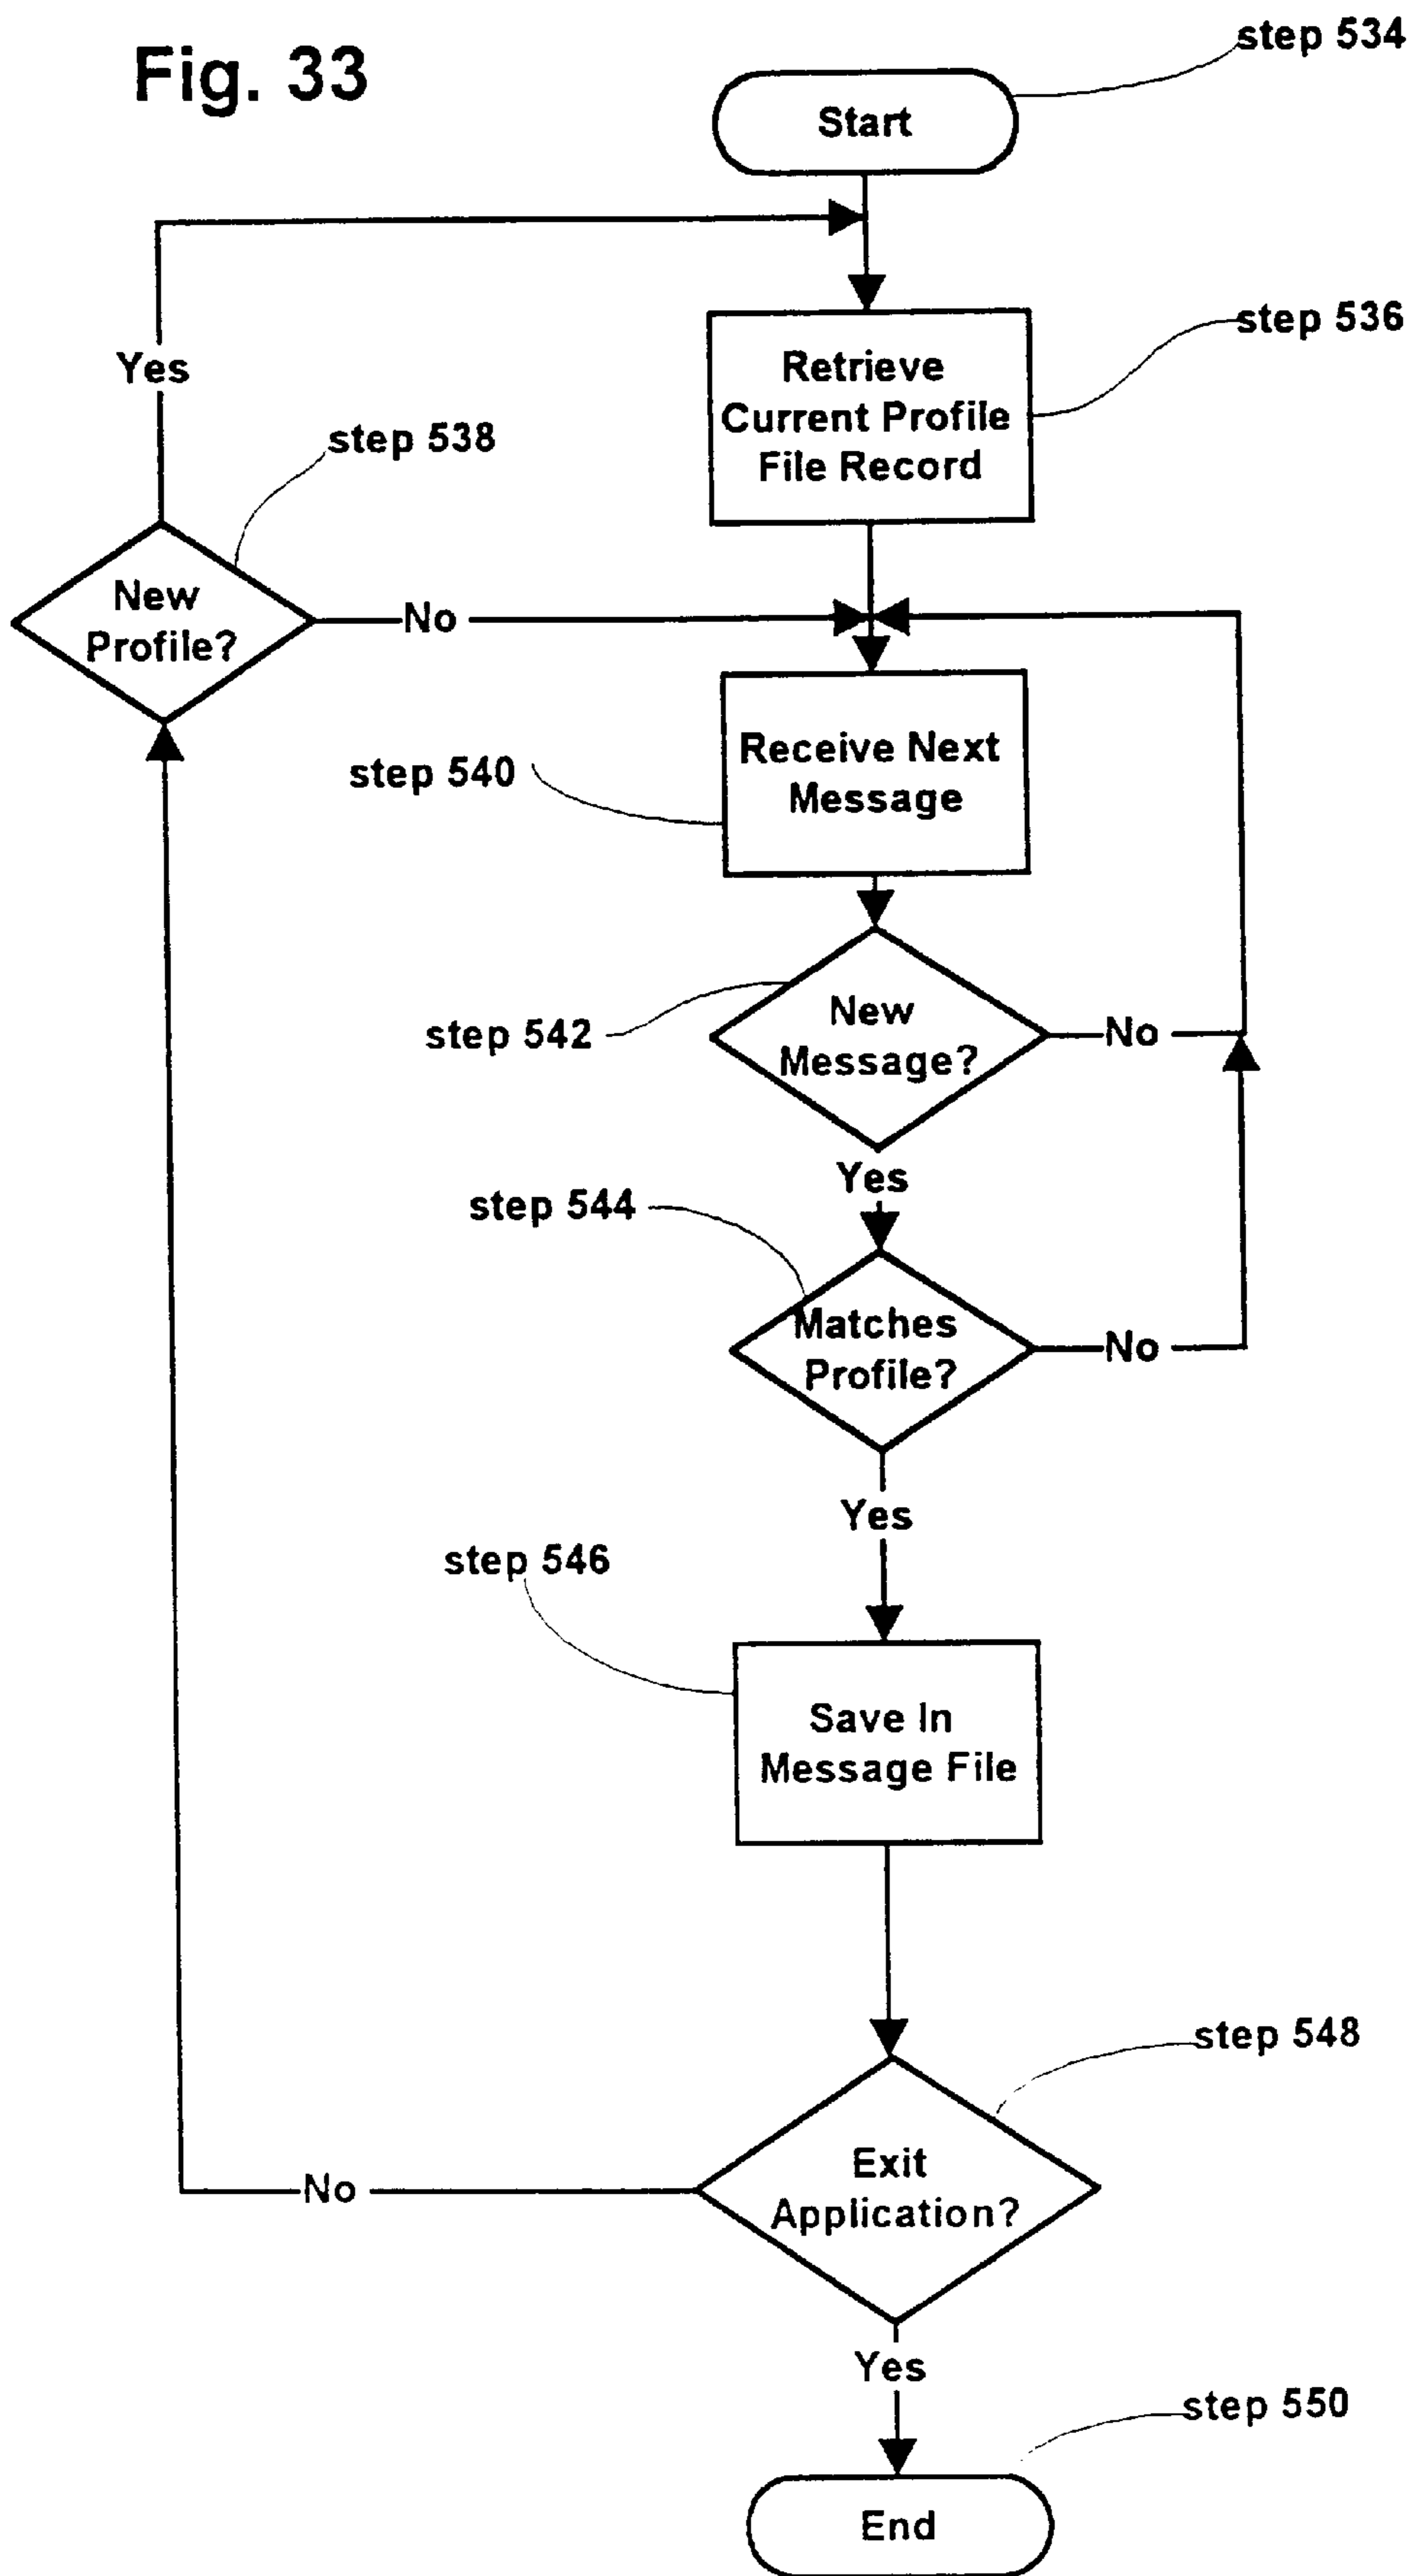 Fig. 33
step 534
Start
step 536
Retrieve
Current Profile
File Record
Yes
step 538
New
Profile?
No
Receive Next
Message
step 540
step 542
New
Message?
No
Yes
step 544
Matches
Profile?
No
Yes
step 546
Save In
Message File
step 548
Exit
Application?
No
Yes
step 550
End